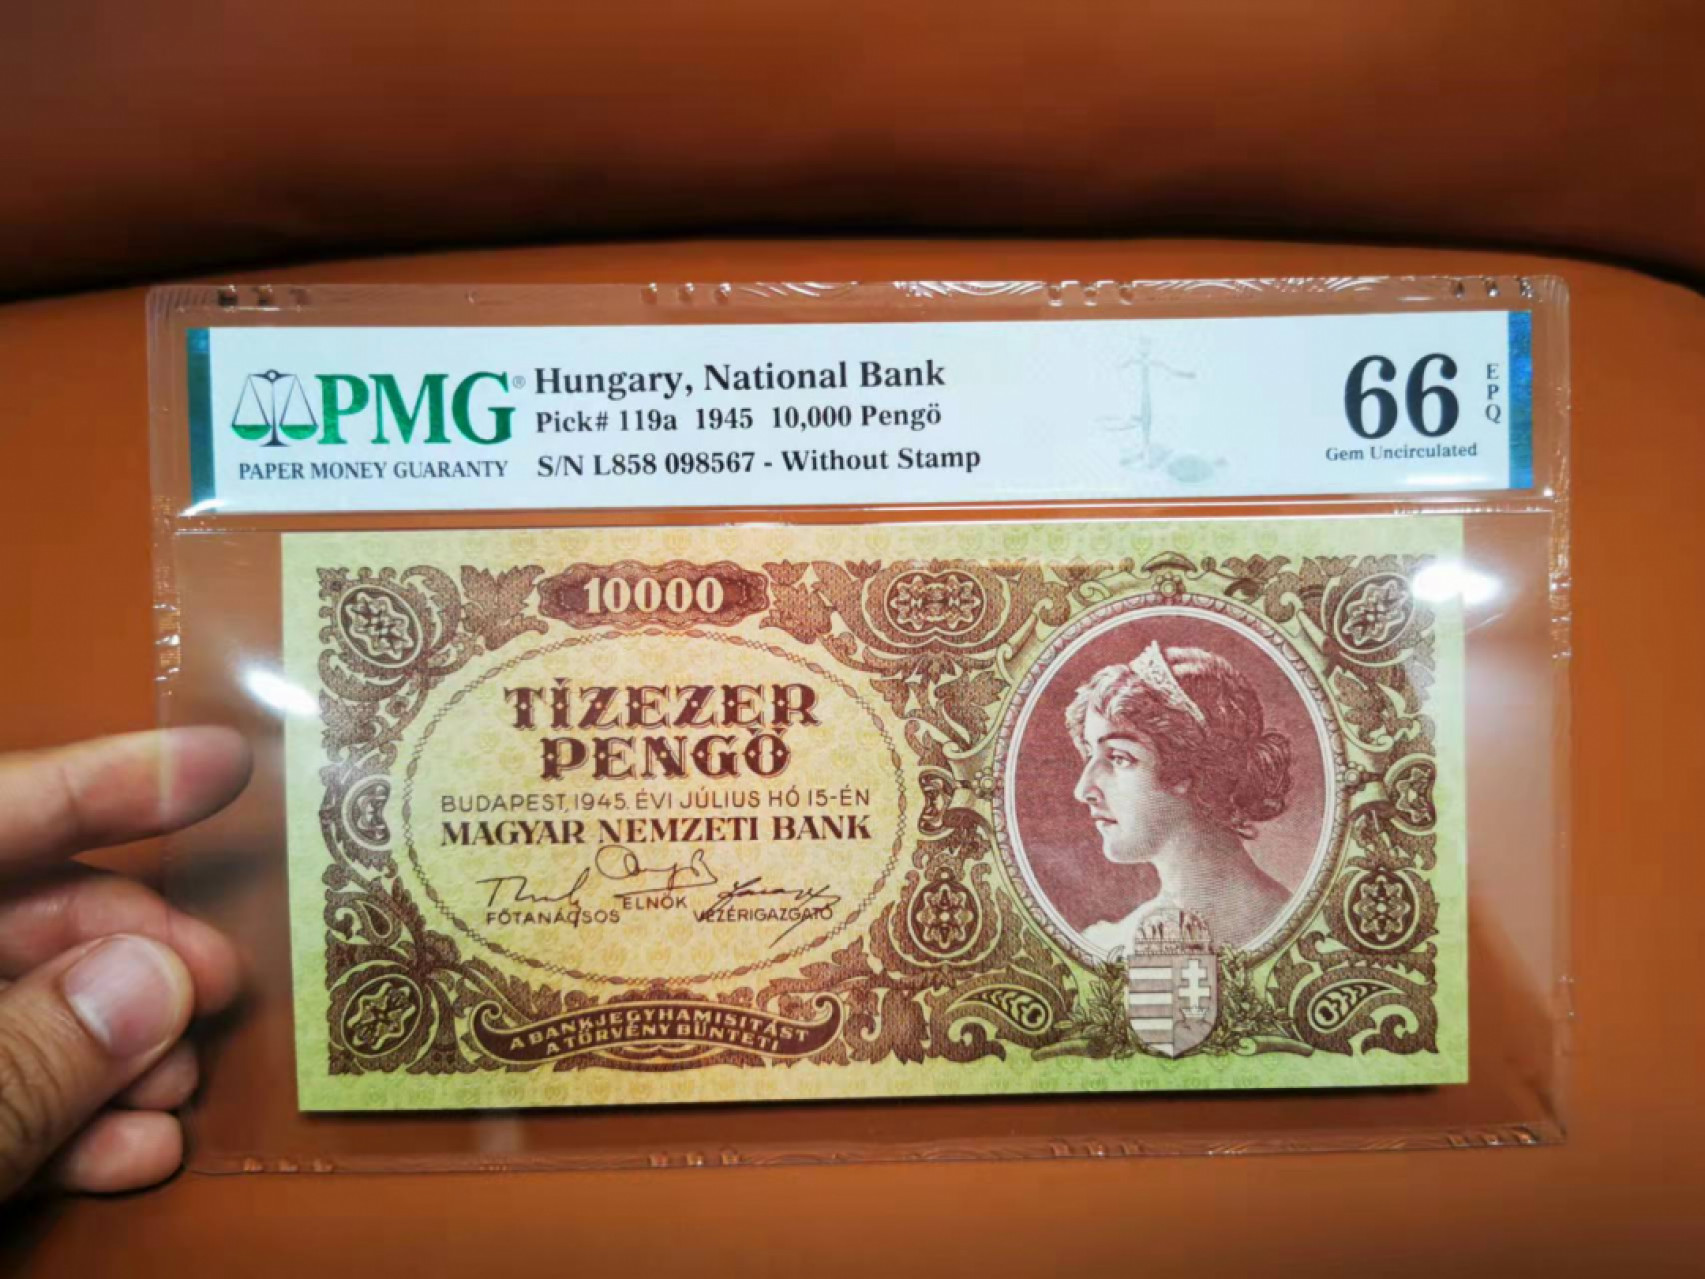 PMG®
PAPER MONEY GUARANTY
Hungary, National Bank
Pick# 119a 1945 10,000 Pengö
S/N L858 098567 - Without Stamp
66
EPQ
Gem Uncirculated
10000
TÍZEZER
PENGŐ
BUDAPEST, 1945. ÉVI JÚLIUS HÓ 15-ÉN
MAGYAR NEMZETI BANK
FŐTANÁCSOS ELNÖK VEZÉRIGAZGATÓ
A BANKJEGYHAMISITÁST
A TÖRVÉNY BÜNTETI